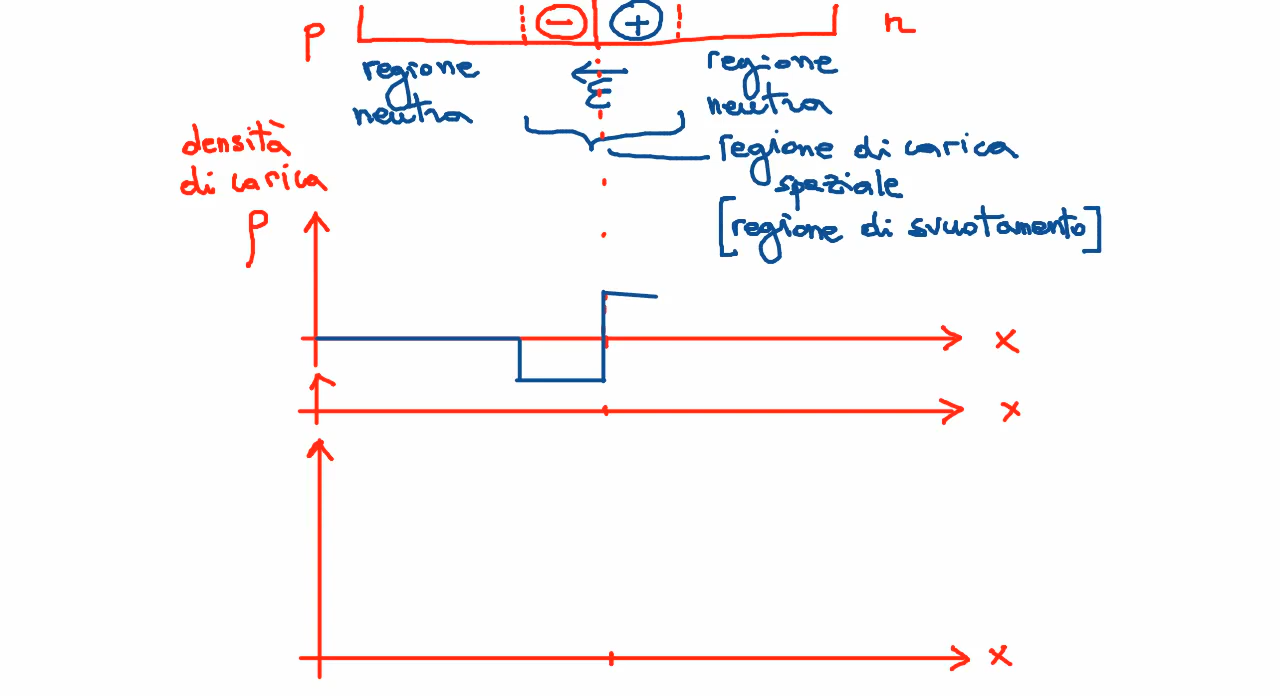 p
n
−
+
regione
neutra
ξ
regione
neutra
densità
di carica
ρ
regione di carica
spaziale
[regione di svuotamento]
x
x
x